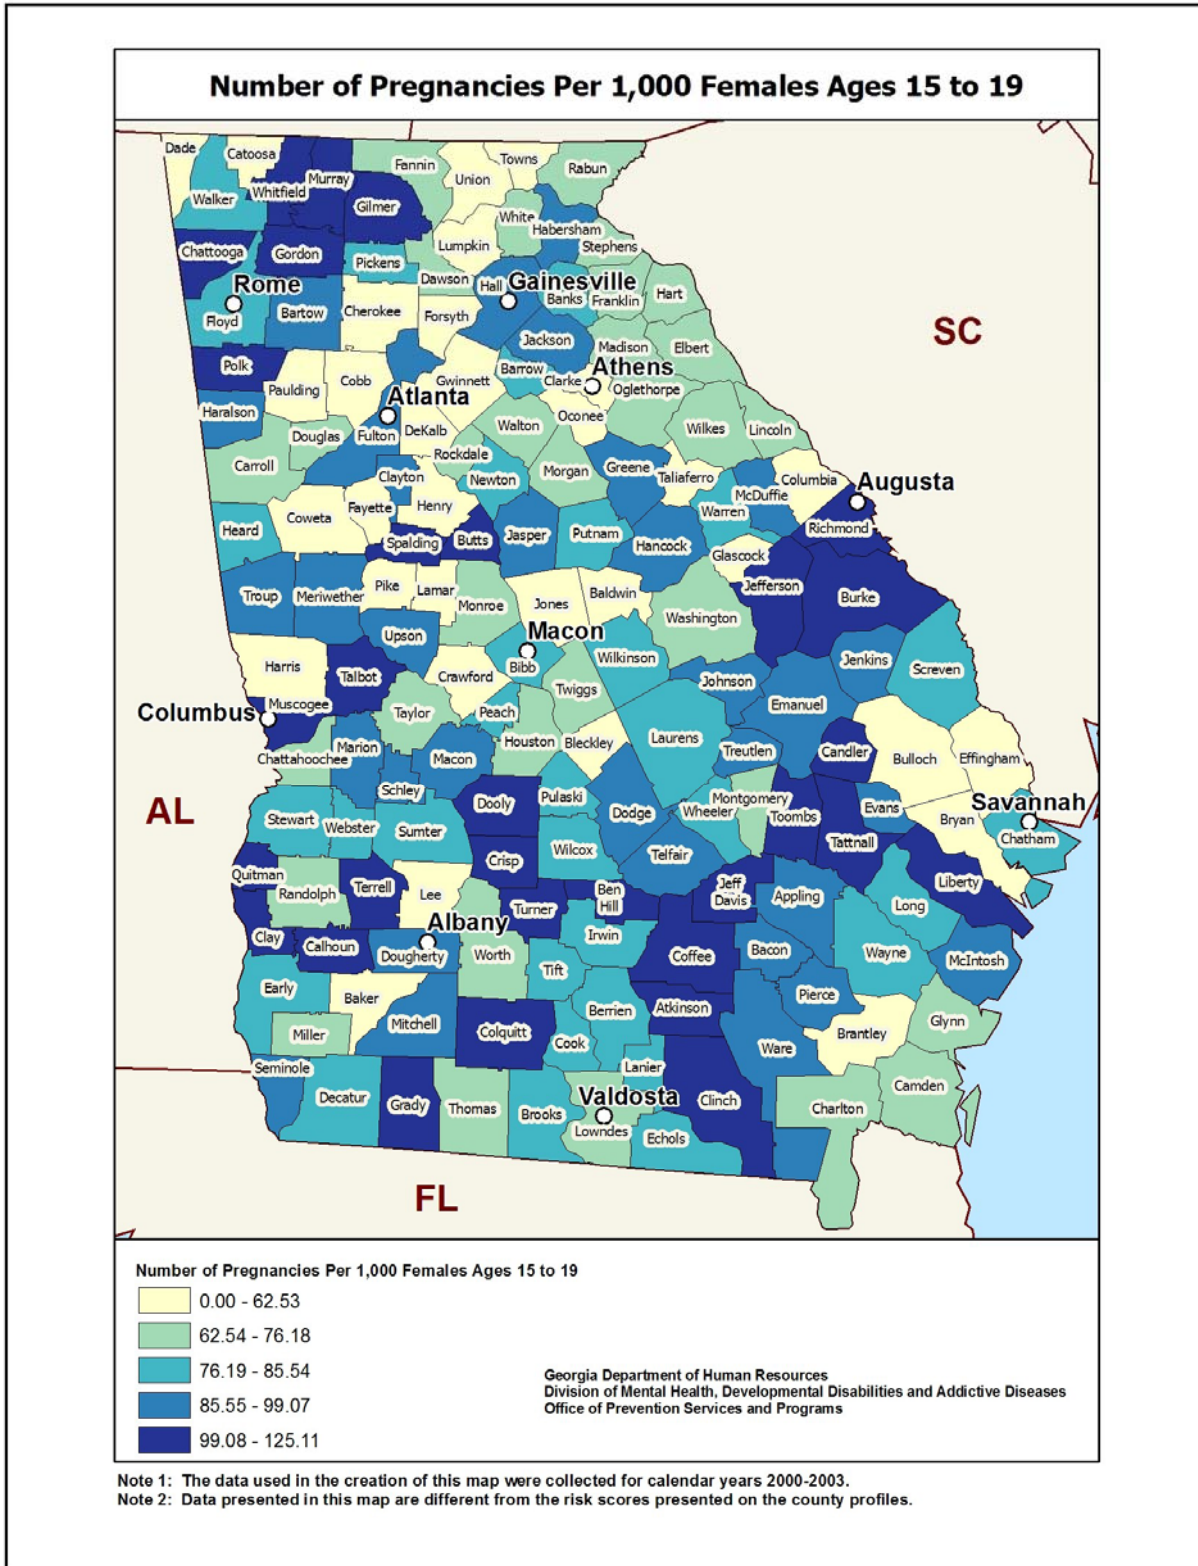 Number of Pregnancies Per 1,000 Females Ages 15 to 19
Dade
Catoosa
Fannin
Towns
Union
Rabun
Walker
Whitfield
Murray
Gilmer
White
Habersham
Stephens
Lumpkin
Chattooga
Gordon
Pickens
Dawson
Rome
Hall
Gainesville
Banks
Franklin
Hart
Floyd
Bartow
Cherokee
Forsyth
SC
Jackson
Madison
Elbert
Polk
Paulding
Cobb
Gwinnett
Barrow
Clarke
Athens
Oglethorpe
Atlanta
Haralson
Douglas
Fulton
DeKalb
Walton
Oconee
Wilkes
Lincoln
Carroll
Rockdale
Newton
Morgan
Greene
Taliaferro
Columbia
Augusta
Clayton
Fayette
Henry
McDuffie
Warren
Richmond
Heard
Coweta
Spalding
Butts
Jasper
Putnam
Hancock
Glascock
Jefferson
Burke
Troup
Meriwether
Pike
Lamar
Monroe
Jones
Baldwin
Washington
Upson
Macon
Bibb
Wilkinson
Jenkins
Screven
Harris
Talbot
Crawford
Twiggs
Johnson
Emanuel
Columbus
Muscogee
Taylor
Peach
Houston
Bleckley
Laurens
Treutlen
Candler
Bulloch
Effingham
Chattahoochee
Marion
Macon
Schley
AL
Dooly
Pulaski
Dodge
Montgomery
Wheeler
Toombs
Evans
Savannah
Bryan
Chatham
Stewart
Webster
Sumter
Tattnall
Crisp
Wilcox
Telfair
Quitman
Randolph
Terrell
Lee
Turner
Ben
Hill
Jeff
Davis
Appling
Long
Liberty
Albany
Clay
Calhoun
Dougherty
Worth
Irwin
Tift
Coffee
Bacon
Wayne
McIntosh
Early
Baker
Mitchell
Colquitt
Berrien
Atkinson
Pierce
Brantley
Glynn
Miller
Cook
Ware
Seminole
Lanier
Camden
Decatur
Grady
Thomas
Brooks
Valdosta
Lowndes
Echols
Clinch
Charlton
FL
Number of Pregnancies Per 1,000 Females Ages 15 to 19
0.00 - 62.53
62.54 - 76.18
76.19 - 85.54
85.55 - 99.07
99.08 - 125.11
Georgia Department of Human Resources
Division of Mental Health, Developmental Disabilities and Addictive Diseases
Office of Prevention Services and Programs
Note 1: The data used in the creation of this map were collected for calendar years 2000-2003.
Note 2: Data presented in this map are different from the risk scores presented on the county profiles.